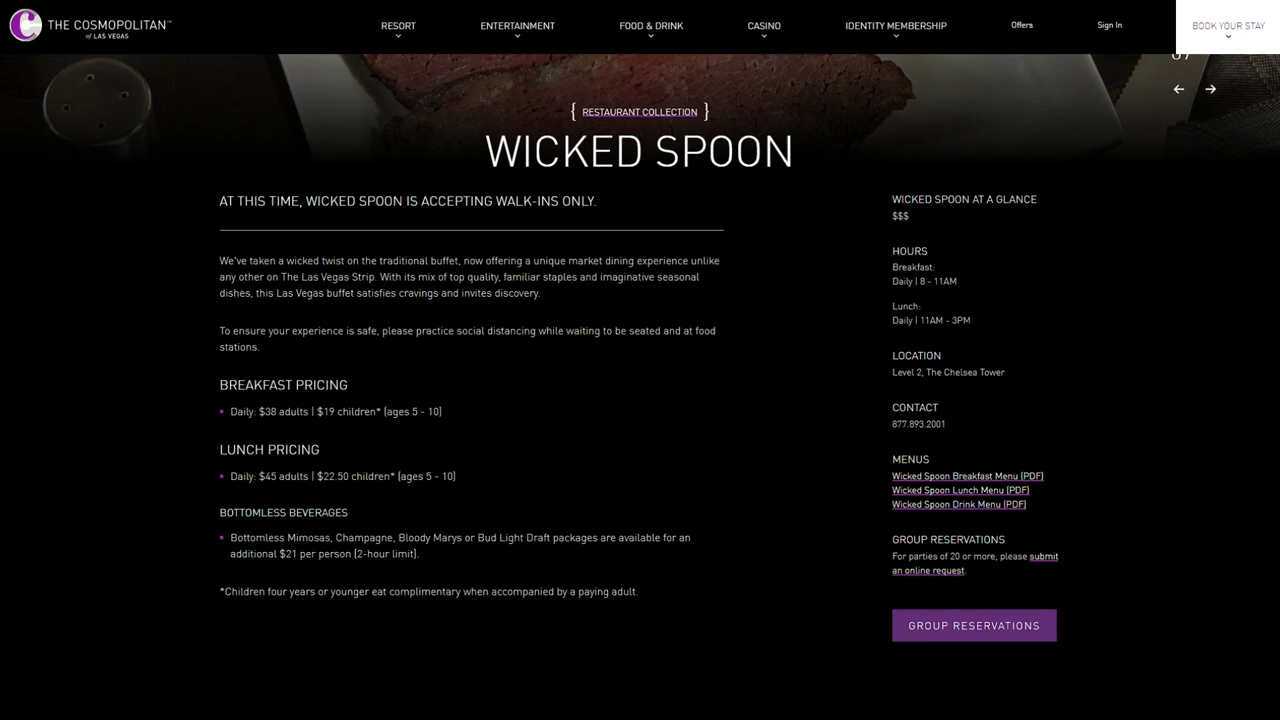 THE COSMOPOLITAN™
of LAS VEGAS
RESORT
ENTERTAINMENT
FOOD & DRINK
CASINO
IDENTITY MEMBERSHIP
Offers
Sign In
BOOK YOUR STAY
{ RESTAURANT COLLECTION }
WICKED SPOON
AT THIS TIME, WICKED SPOON IS ACCEPTING WALK-INS ONLY.
We've taken a wicked twist on the traditional buffet, now offering a unique market dining experience unlike
any other on The Las Vegas Strip. With its mix of top quality, familiar staples and imaginative seasonal
dishes, this Las Vegas buffet satisfies cravings and invites discovery.
To ensure your experience is safe, please practice social distancing while waiting to be seated and at food
stations.
BREAKFAST PRICING
Daily: $38 adults | $19 children* (ages 5 - 10)
LUNCH PRICING
Daily: $45 adults | $22.50 children* (ages 5 - 10)
BOTTOMLESS BEVERAGES
Bottomless Mimosas, Champagne, Bloody Marys or Bud Light Draft packages are available for an
additional $21 per person (2-hour limit).
*Children four years or younger eat complimentary when accompanied by a paying adult.
WICKED SPOON AT A GLANCE
$$$
HOURS
Breakfast:
Daily | 8 - 11AM
Lunch:
Daily | 11AM - 3PM
LOCATION
Level 2, The Chelsea Tower
CONTACT
877.893.2001
MENUS
Wicked Spoon Breakfast Menu (PDF)
Wicked Spoon Lunch Menu (PDF)
Wicked Spoon Drink Menu (PDF)
GROUP RESERVATIONS
For parties of 20 or more, please submit
an online request.
GROUP RESERVATIONS